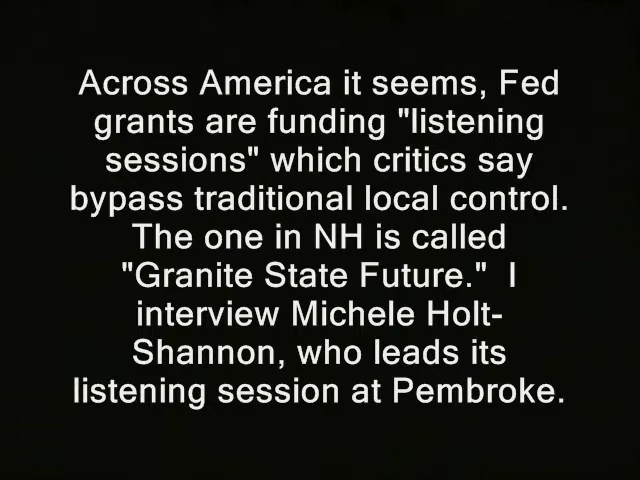 Across America it seems, Fed
grants are funding "listening
sessions" which critics say
bypass traditional local control.
The one in NH is called
"Granite State Future."  I
interview Michele Holt-
Shannon, who leads its
listening session at Pembroke.